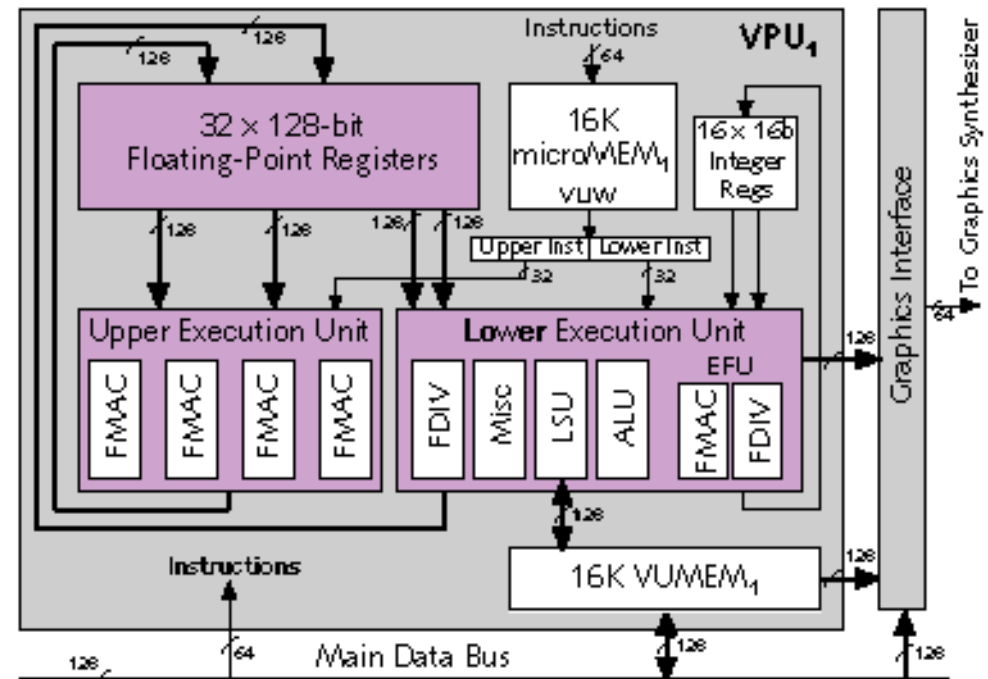 128
128
Instructions
64
VPU1
32 × 128-bit
Floating-Point Registers
16K
microMEM1
VUW
16 × 16b
Integer
Regs
128
128
128
128
Upper Inst
Lower Inst
32
32
Upper Execution Unit
FMAC
FMAC
FMAC
FMAC
Lower Execution Unit
FDIV
Misc
LSU
ALU
EFU
FMAC
FDIV
128
128
16K VUMEM1
128
Graphics Interface
64
To Graphics Synthesizer
Instructions
64
Main Data Bus
128
128
128